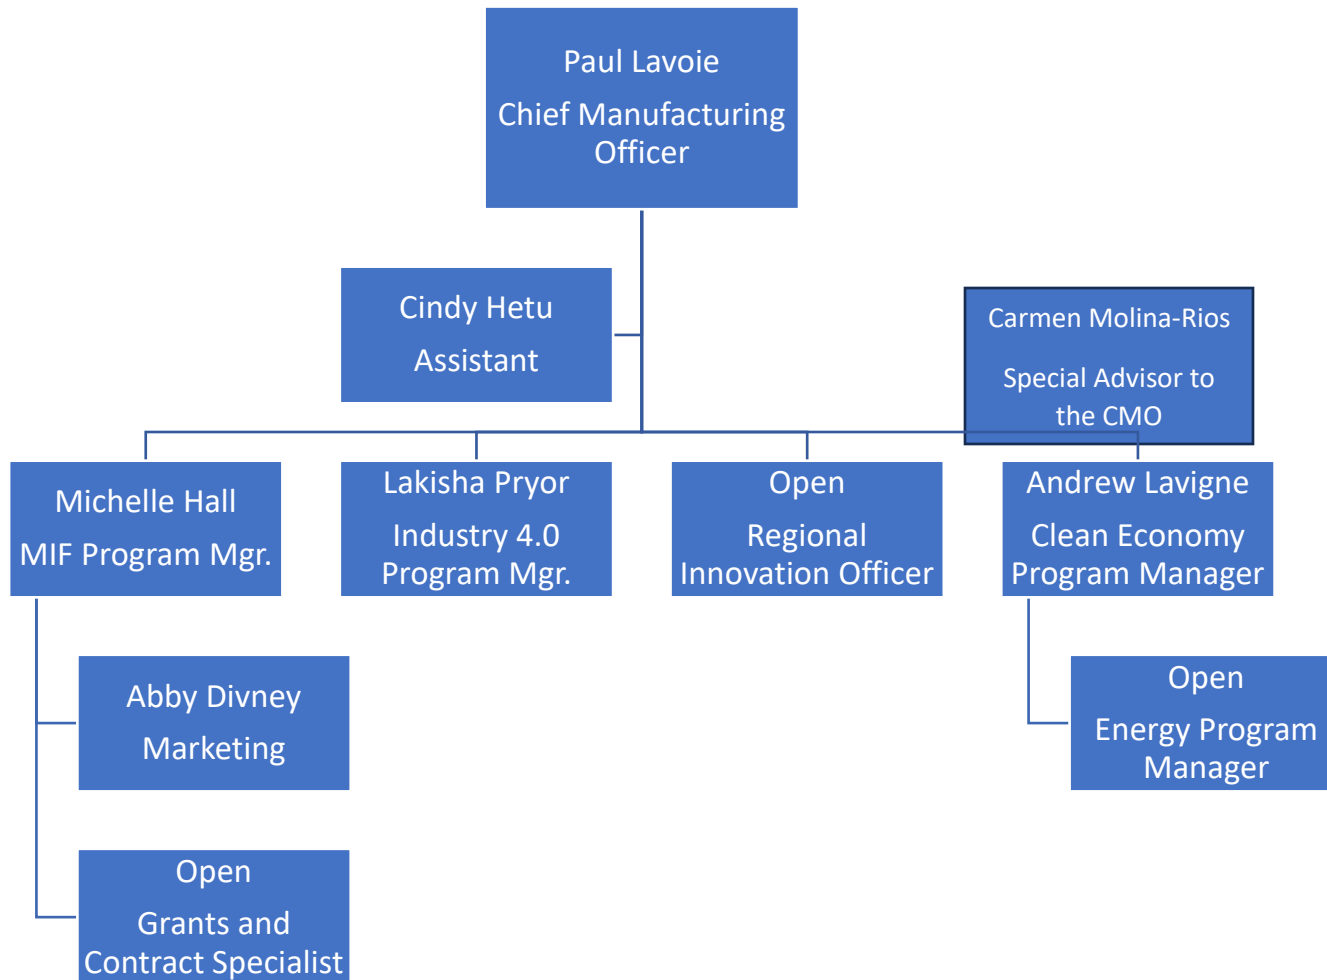 Paul Lavoie
Chief Manufacturing
Officer
Cindy Hetu
Assistant
Carmen Molina-Rios
Special Advisor to
the CMO
Michelle Hall
MIF Program Mgr.
Lakisha Pryor
Industry 4.0
Program Mgr.
Open
Regional
Innovation Officer
Andrew Lavigne
Clean Economy
Program Manager
Abby Divney
Marketing
Open
Energy Program
Manager
Open
Grants and
Contract Specialist